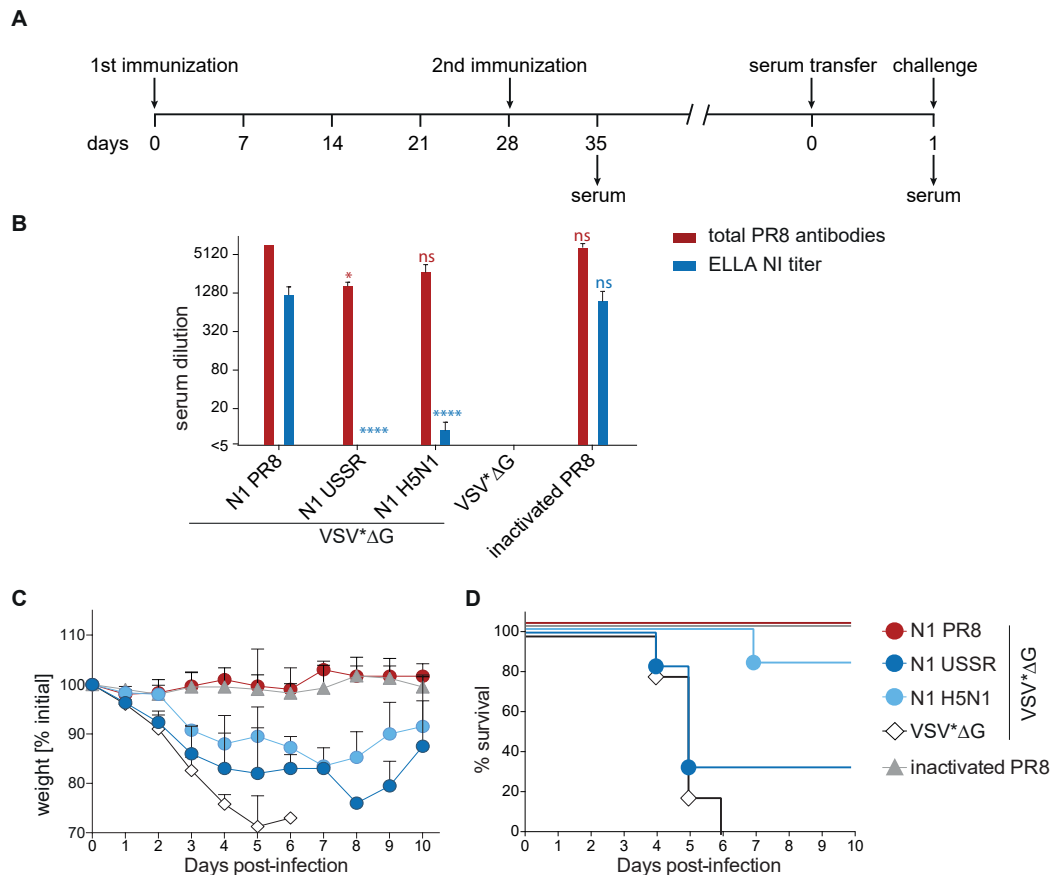 A
1st immunization
2nd immunization
serum transfer
challenge
days
0
7
14
21
28
35
0
1
serum
serum
B
total PR8 antibodies
ELLA NI titer
serum dilution
5120
1280
320
80
20
<5
*
****
ns
****
ns
ns
N1 PR8
N1 USSR
N1 H5N1
VSV*ΔG
inactivated PR8
VSV*ΔG
C
weight [% initial]
110
100
90
80
70
0 1 2 3 4 5 6 7 8 9 10
Days post-infection
D
% survival
100
80
60
40
20
0
0 1 2 3 4 5 6 7 8 9 10
Days post-infection
N1 PR8
N1 USSR
N1 H5N1
VSV*ΔG
inactivated PR8
VSV*ΔG